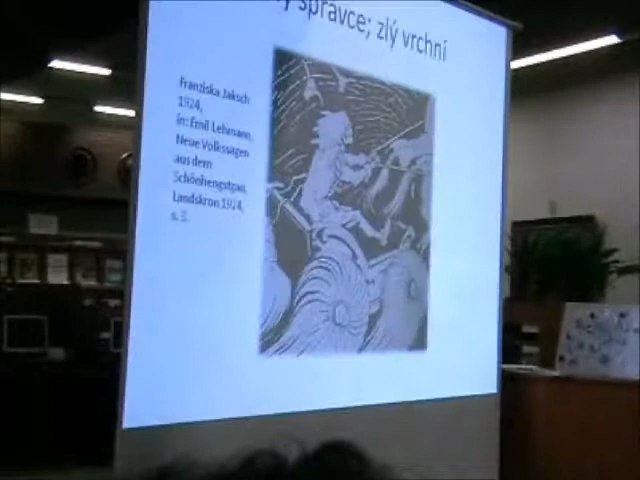 správce; zlý vrchní
Franziska Jaksch
1924,
in: Emil Lehmann,
Neue Volkssagen
aus dem
Schönhengstgau,
Landskron 1924,
s. 3.